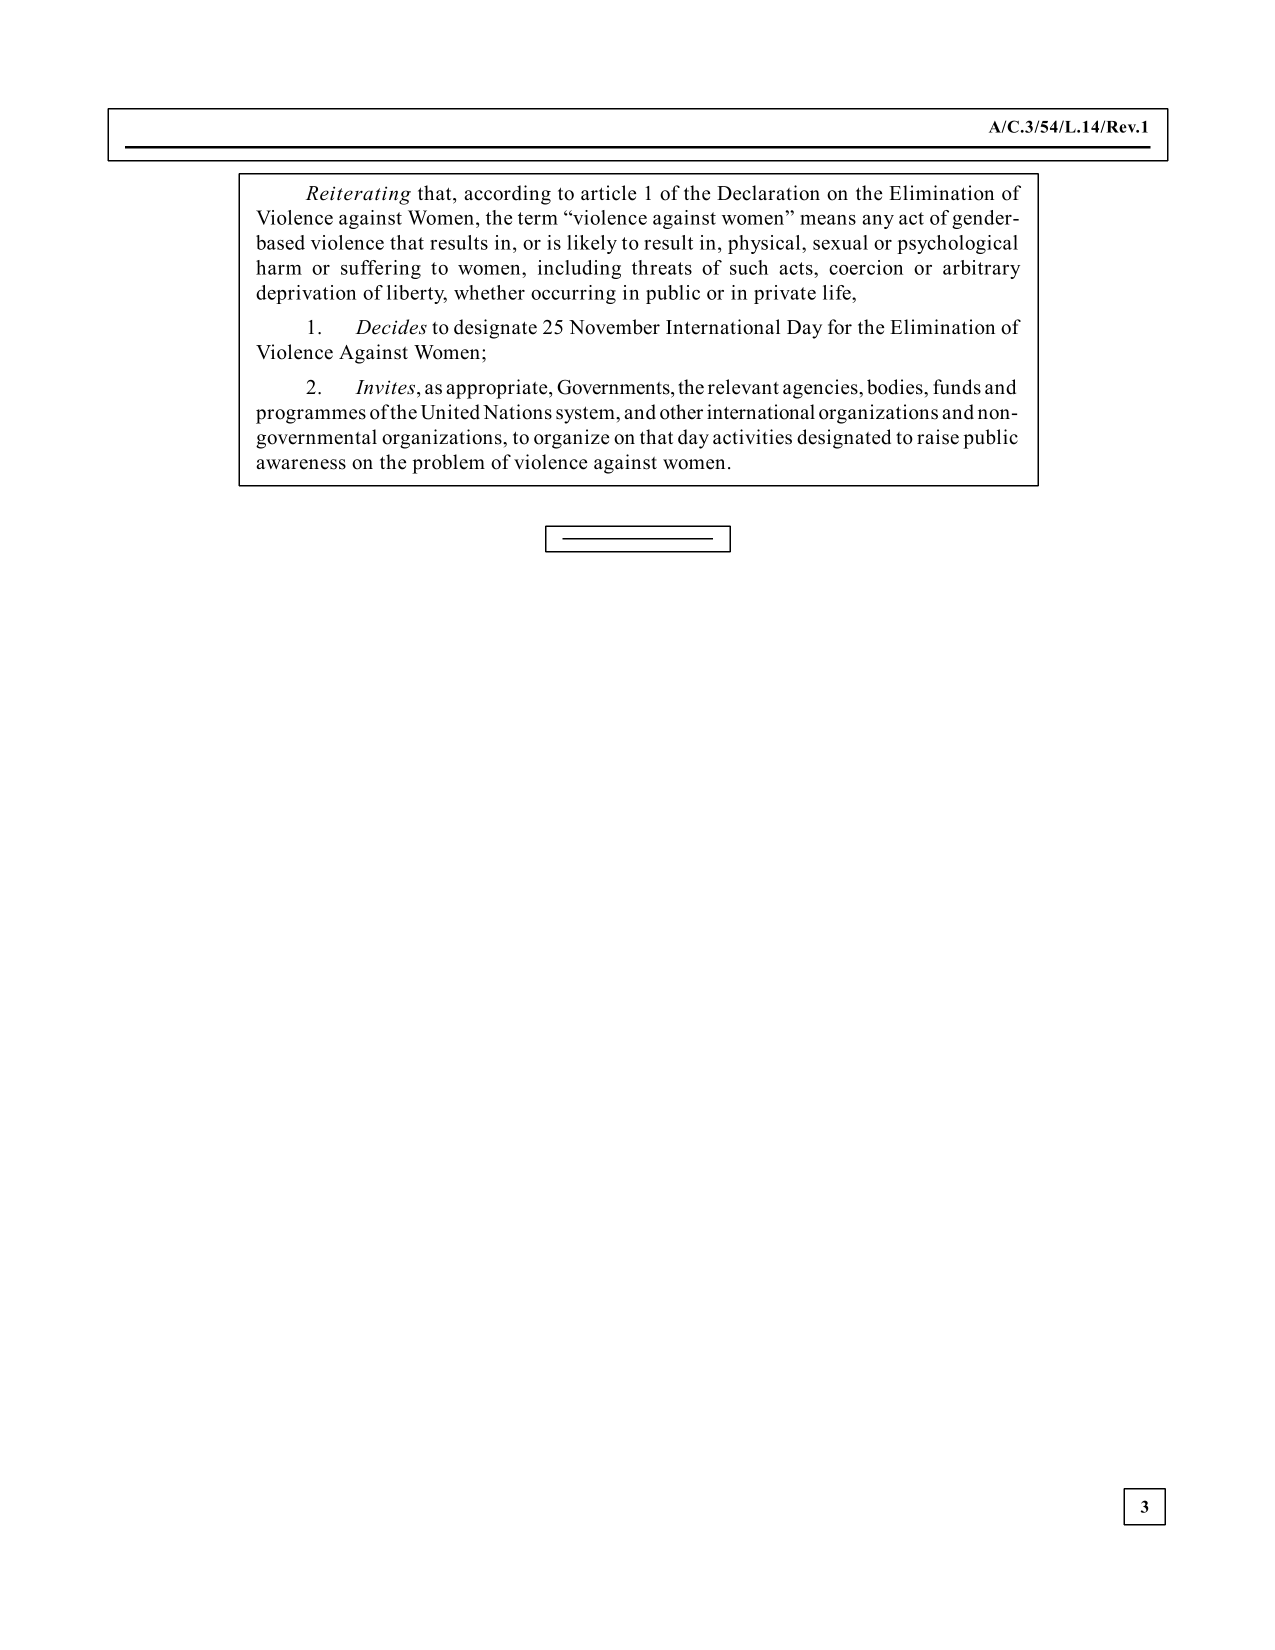 A/C.3/54/L.14/Rev.1
Reiterating that, according to article 1 of the Declaration on the Elimination of
Violence against Women, the term “violence against women” means any act of gender-
based violence that results in, or is likely to result in, physical, sexual or psychological
harm or suffering to women, including threats of such acts, coercion or arbitrary
deprivation of liberty, whether occurring in public or in private life,
1. Decides to designate 25 November International Day for the Elimination of
Violence Against Women;
2. Invites, as appropriate, Governments, the relevant agencies, bodies, funds and
programmes of the United Nations system, and other international organizations and non-
governmental organizations, to organize on that day activities designated to raise public
awareness on the problem of violence against women.
3